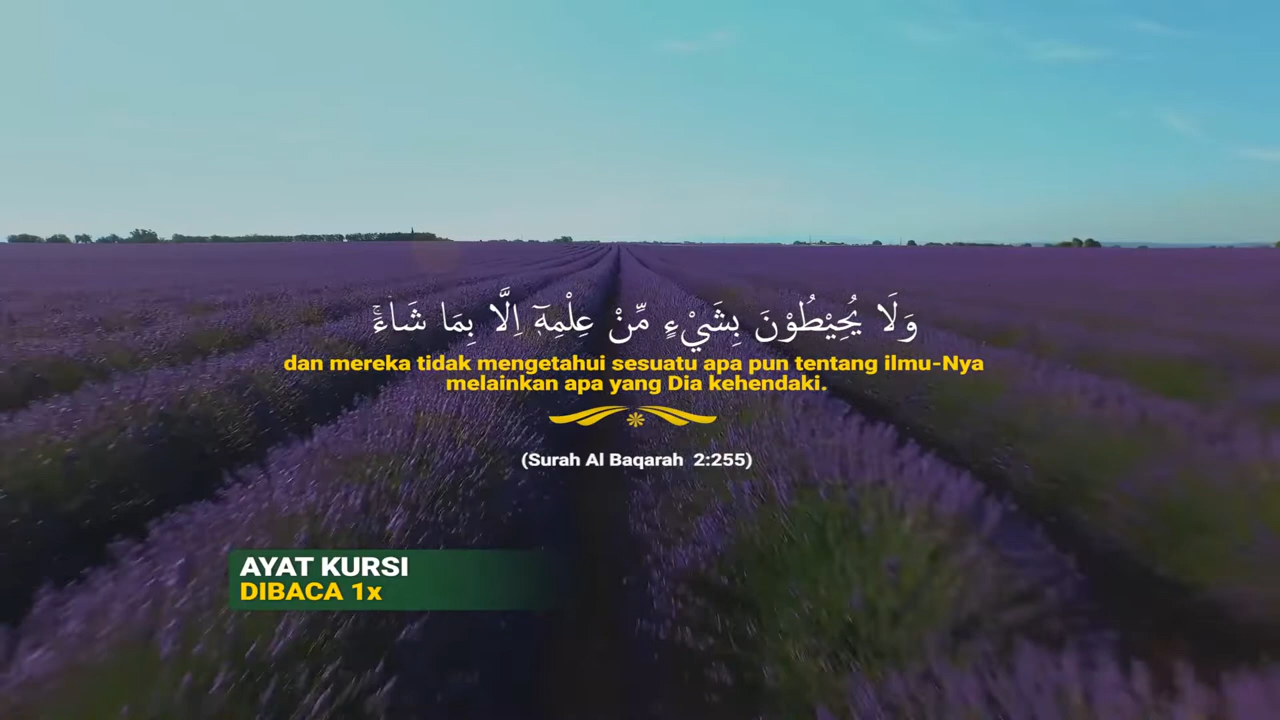 وَلَا يُحِيْطُوْنَ بِشَيْءٍ مِّنْ عِلْمِهٖٓ اِلَّا بِمَا شَاۤءَۚ
dan mereka tidak mengetahui sesuatu apa pun tentang ilmu-Nya
melainkan apa yang Dia kehendaki.
(Surah Al Baqarah 2:255)
AYAT KURSI
DIBACA 1x